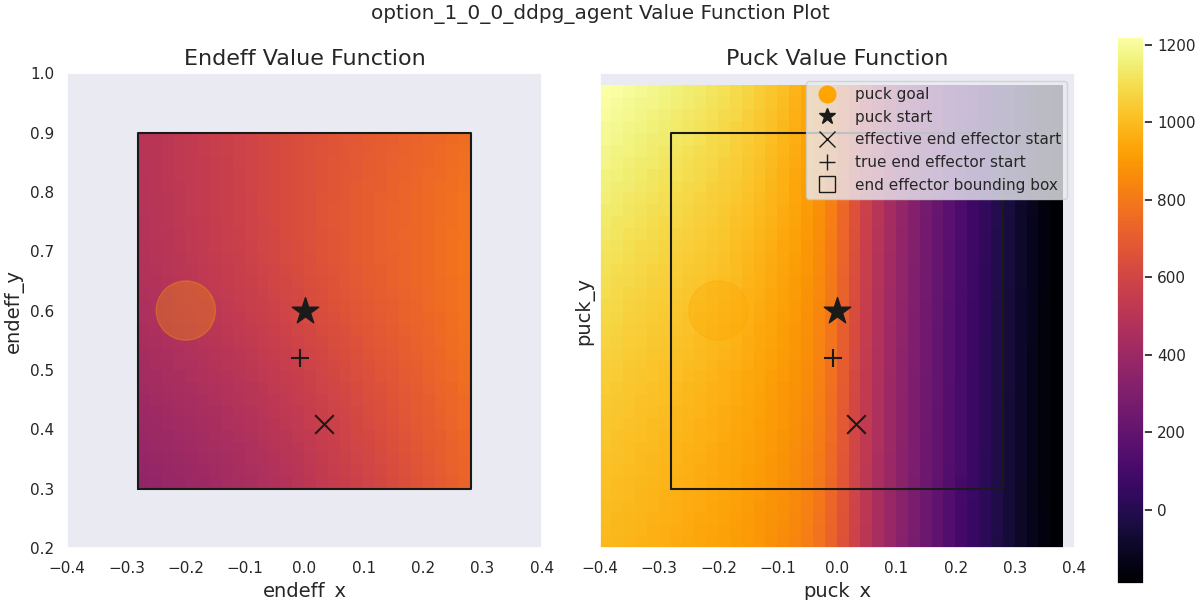 option_1_0_0_ddpg_agent Value Function Plot
Endeff Value Function
Puck Value Function
1.0
0.9
0.8
0.7
0.6
0.5
0.4
0.3
0.2
endeff_y
−0.4 −0.3 −0.2 −0.1 0.0 0.1 0.2 0.3 0.4
endeff_x
puck_y
puck goal
puck start
effective end effector start
true end effector start
end effector bounding box
−0.4 −0.3 −0.2 −0.1 0.0 0.1 0.2 0.3 0.4
puck_x
1200
1000
800
600
400
200
0